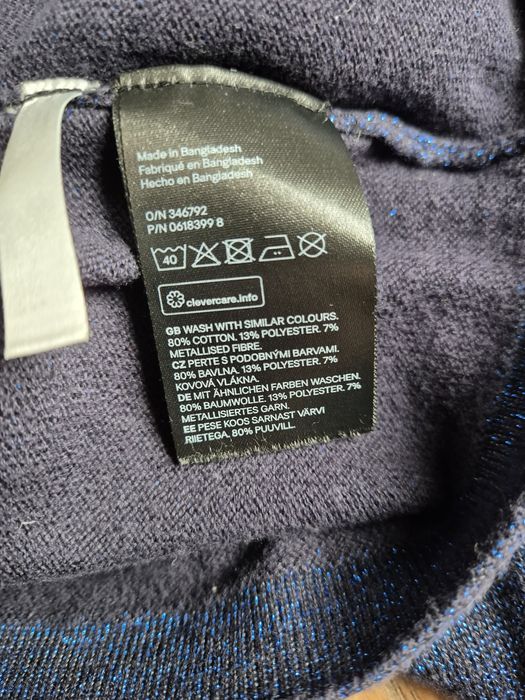 Made in Bangladesh
Fabriqué en Bangladesh
Hecho en Bangladesh
O/N 346792
P/N 0618399 8
40
clevercare.info
GB WASH WITH SIMILAR COLOURS.
80% COTTON. 13% POLYESTER. 7%
METALLISED FIBRE.
CZ PERTE S PODOBNÝMI BARVAMI.
80% BAVLNA. 13% POLYESTER. 7%
KOVOVÁ VLÁKNA.
DE MIT ÄHNLICHEN FARBEN WASCHEN.
80% BAUMWOLLE. 13% POLYESTER. 7%
METALLISIERTES GARN.
EE PESE KOOS SARNAST VÄRVI
RIIETEGA. 80% PUUVILL.